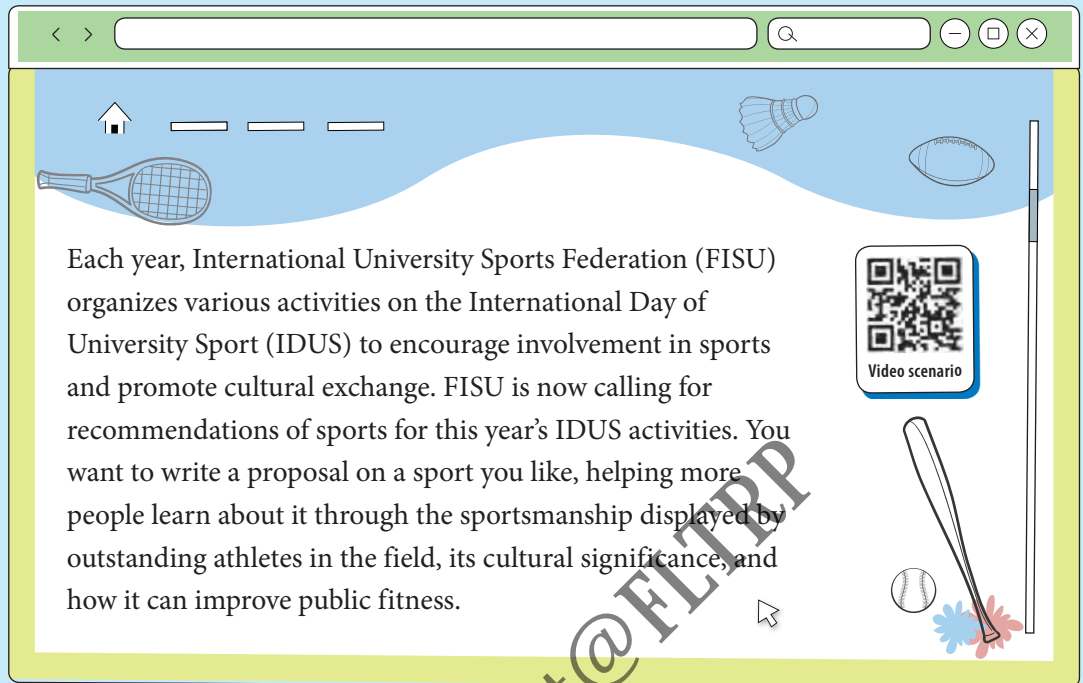 Each year, International University Sports Federation (FISU)
organizes various activities on the International Day of
University Sport (IDUS) to encourage involvement in sports
and promote cultural exchange. FISU is now calling for
recommendations of sports for this year’s IDUS activities. You
want to write a proposal on a sport you like, helping more
people learn about it through the sportsmanship displayed by
outstanding athletes in the field, its cultural significance, and
how it can improve public fitness.
Video scenario
@FLTRP